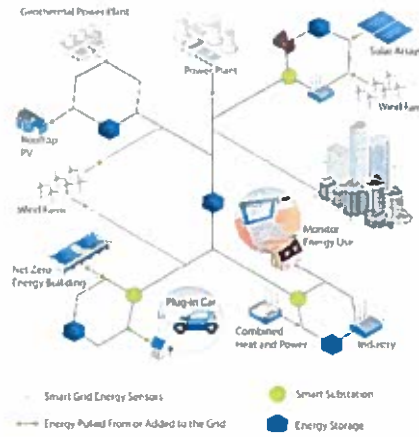 Geothermal Power Plant
Power Plant
Solar Arrays
Wind Farm
Rooftop
PV
Wind Farm
Monitor
Energy Use
Net Zero
Energy Building
Plug-in Car
Combined
Heat and Power
Industry
Smart Grid Energy Sensors
Smart Substation
Energy Pulled From or Added to the Grid
Energy Storage